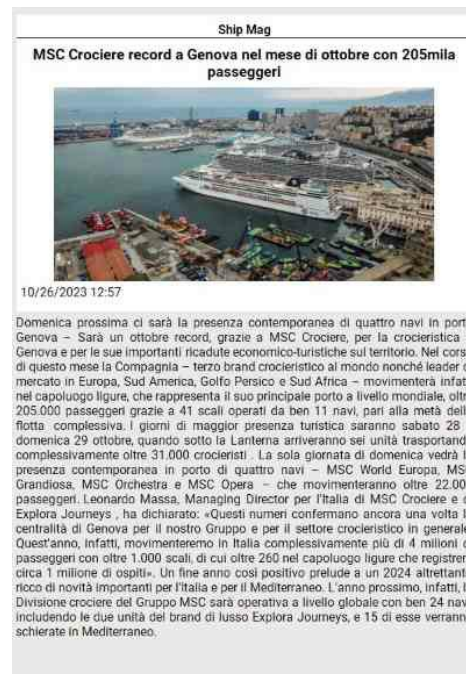 Ship Mag
MSC Crociere record a Genova nel mese di ottobre con 205mila
passeggeri
10/26/2023 12:57
Domenica prossima ci sarà la presenza contemporanea di quattro navi in port
Genova – Sarà un ottobre record, grazie a MSC Crociere, per la crocieristica
Genova e per le sue importanti ricadute economico-turistiche sul territorio. Nel cors
di questo mese la Compagnia – terzo brand crocieristico al mondo nonché leader d
mercato in Europa, Sud America, Golfo Persico e Sud Africa – movimenterà infat
nel capoluogo ligure, che rappresenta il suo principale porto a livello mondiale, oltr
205.000 passeggeri grazie a 41 scali operati da ben 11 navi, pari alla metà dell
flotta complessiva. I giorni di maggior presenza turistica saranno sabato 28
domenica 29 ottobre, quando sotto la Lanterna arriveranno sei unità trasportand
complessivamente oltre 31.000 crocieristi . La sola giornata di domenica vedrà l
presenza contemporanea in porto di quattro navi – MSC World Europa, MS
Grandiosa, MSC Orchestra e MSC Opera – che movimenteranno oltre 22.00
passeggeri. Leonardo Massa, Managing Director per l'Italia di MSC Crociere e d
Explora Journeys , ha dichiarato: «Questi numeri confermano ancora una volta l
centralità di Genova per il nostro Gruppo e per il settore crocieristico in generale
Quest'anno, infatti, movimenteremo in Italia complessivamente più di 4 milioni d
passeggeri con oltre 1.000 scali, di cui oltre 260 nel capoluogo ligure che registrer
circa 1 milione di ospiti». Un fine anno così positivo prelude a un 2024 altrettant
ricco di novità importanti per l'Italia e per il Mediterraneo. L'anno prossimo, infatti, l
Divisione crociere del Gruppo MSC sarà operativa a livello globale con ben 24 nav
includendo le due unità del brand di lusso Explora Journeys, e 15 di esse verrann
schierate in Mediterraneo.